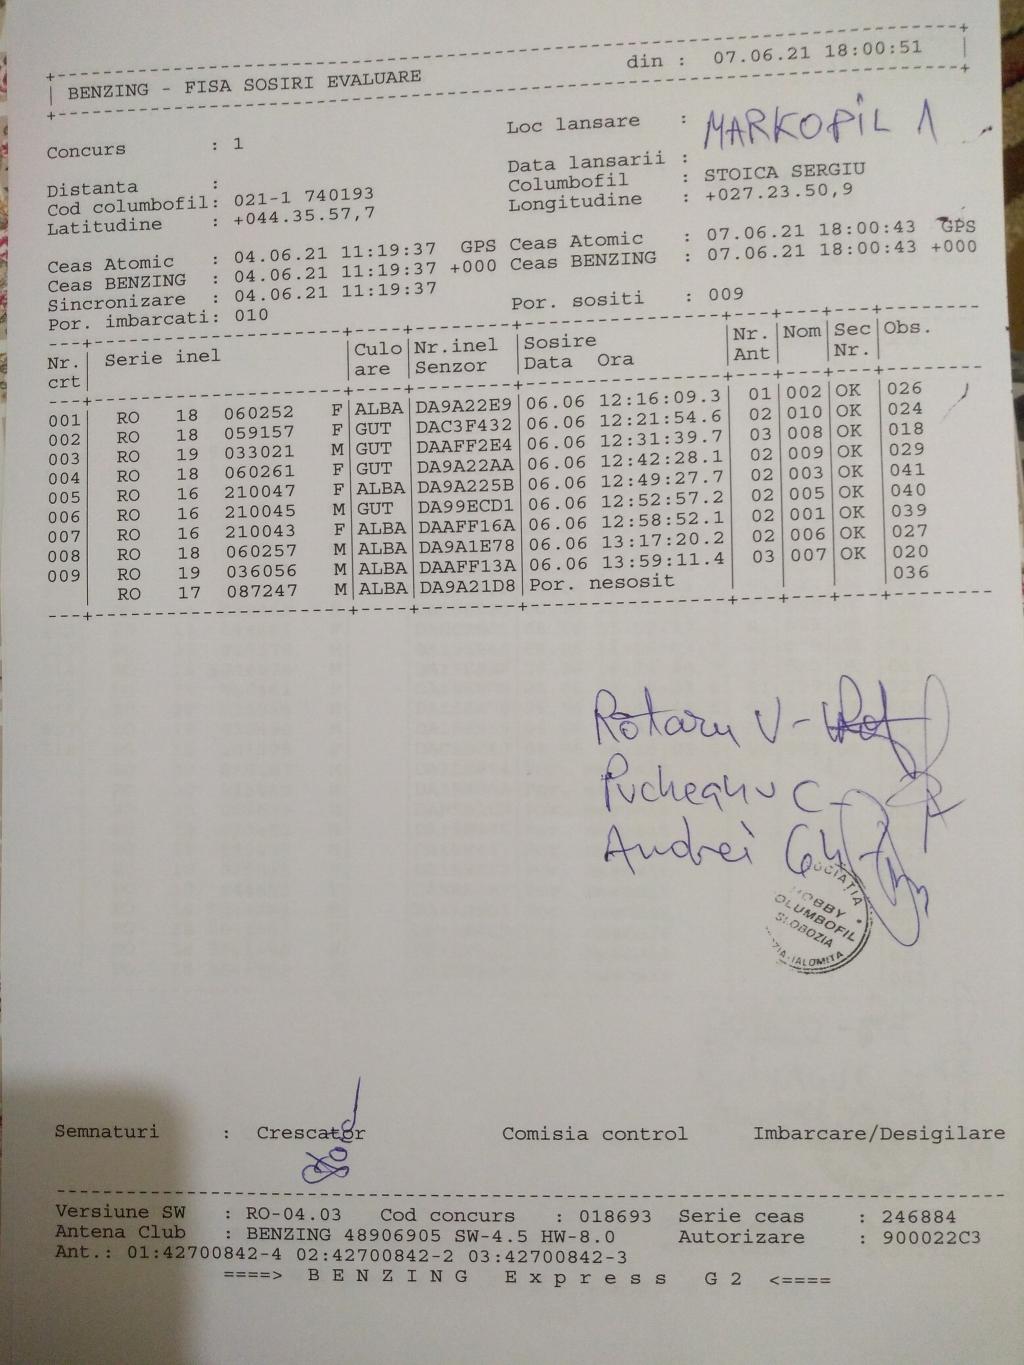 BENZING - FISA SOSIRI EVALUARE din : 07.06.21 18:00:51
Concurs : 1 Loc lansare : MARKOPIL 1
Distanta : Data lansarii :
Cod columbofil: 021-1 740193 Columbofil : STOICA SERGIU
Latitudine : +044.35.57,7 Longitudine : +027.23.50,9
Ceas Atomic : 04.06.21 11:19:37 GPS Ceas Atomic : 07.06.21 18:00:43 GPS
Ceas BENZING : 04.06.21 11:19:37 +000 Ceas BENZING : 07.06.21 18:00:43 +000
Sincronizare : 04.06.21 11:19:37
Por. imbarcati: 010 Por. sositi : 009
Nr. | Serie inel | Culo | Nr.inel | Sosire | Nr. | Nom | Sec | Obs.
crt | | are | Senzor | Data Ora | Ant | | Nr. |
001 | RO 18 060252 F | ALBA | DA9A22E9 | 06.06 12:16:09.3 | 01 | 002 | OK | 026
002 | RO 18 059157 F | GUT | DAC3F432 | 06.06 12:21:54.6 | 02 | 010 | OK | 024
003 | RO 19 033021 M | GUT | DAAFF2E4 | 06.06 12:31:39.7 | 03 | 008 | OK | 018
004 | RO 18 060261 F | GUT | DA9A22AA | 06.06 12:42:28.1 | 02 | 009 | OK | 029
005 | RO 16 210047 F | ALBA | DA9A225B | 06.06 12:49:27.7 | 02 | 003 | OK | 041
006 | RO 16 210045 M | GUT | DA99ECD1 | 06.06 12:52:57.2 | 02 | 005 | OK | 040
007 | RO 16 210043 F | ALBA | DAAFF16A | 06.06 12:58:52.1 | 02 | 001 | OK | 039
008 | RO 18 060257 M | ALBA | DA9A1E78 | 06.06 13:17:20.2 | 02 | 006 | OK | 027
009 | RO 19 036056 M | ALBA | DAAFF13A | 06.06 13:59:11.4 | 03 | 007 | OK | 020
RO 17 087247 M | ALBA | DA9A21D8 | Por. nesosit 036
Rotaru V -
Pucheanu C -
Andrei Gh -
HOBBY
COLUMBOFIL
SLOBOZIA
IALOMITA
Semnaturi : Crescator Comisia control Imbarcare/Desigilare
Versiune SW : RO-04.03 Cod concurs : 018693 Serie ceas : 246884
Antena Club : BENZING 48906905 SW-4.5 HW-8.0 Autorizare : 900022C3
Ant.: 01:42700842-4 02:42700842-2 03:42700842-3
====> B E N Z I N G E x p r e s s G 2 <====